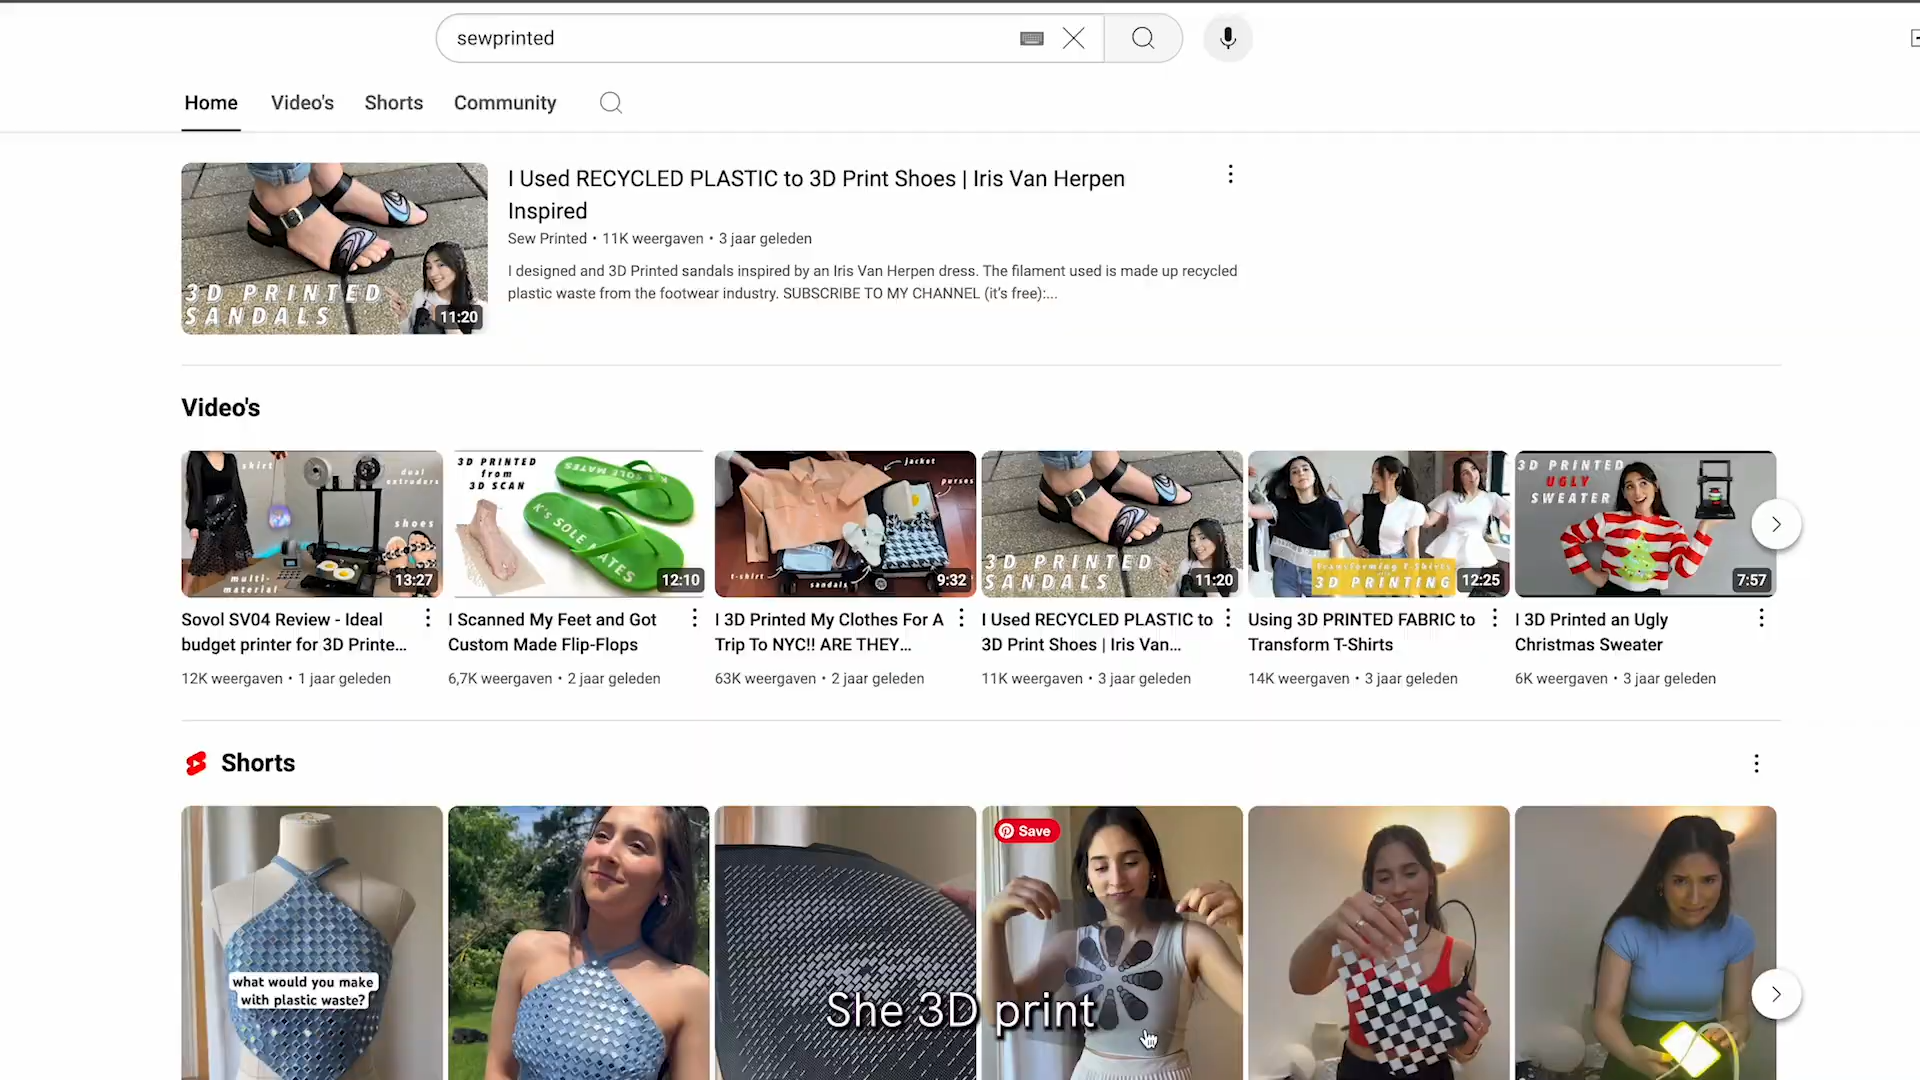 sewprinted
Home Video's Shorts Community
I Used RECYCLED PLASTIC to 3D Print Shoes | Iris Van Herpen
Inspired
Sew Printed • 11K weergaven • 3 jaar geleden
I designed and 3D Printed sandals inspired by an Iris Van Herpen dress. The filament used is made up recycled
plastic waste from the footwear industry. SUBSCRIBE TO MY CHANNEL (it's free):...
3D PRINTED
SANDALS
11:20
Video's
skirt
dual
extruders
shoes
multi-
material
13:27
3D PRINTED
from
3D SCAN
K's SOLE MATES
K's SOLE MATES
12:10
jacket
purses
t-shirt
sandals
9:32
3D PRINTED
SANDALS
11:20
Transforming T-Shirts
3D PRINTING
12:25
3D PRINTED
UGLY
SWEATER
7:57
Sovol SV04 Review - Ideal
budget printer for 3D Printe...
12K weergaven • 1 jaar geleden
I Scanned My Feet and Got
Custom Made Flip-Flops
6,7K weergaven • 2 jaar geleden
I 3D Printed My Clothes For A
Trip To NYC!! ARE THEY...
63K weergaven • 2 jaar geleden
I Used RECYCLED PLASTIC to
3D Print Shoes | Iris Van...
11K weergaven • 3 jaar geleden
Using 3D PRINTED FABRIC to
Transform T-Shirts
14K weergaven • 3 jaar geleden
I 3D Printed an Ugly
Christmas Sweater
6K weergaven • 3 jaar geleden
Shorts
Save
what would you make
with plastic waste?
She 3D print